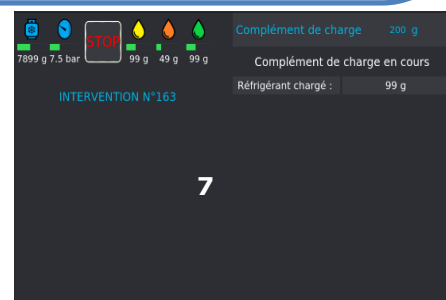 STOP
7899 g 7.5 bar 99 g 49 g 99 g
INTERVENTION N°163
7
Complément de charge 200 g
Complément de charge en cours
Réfrigérant chargé : 99 g